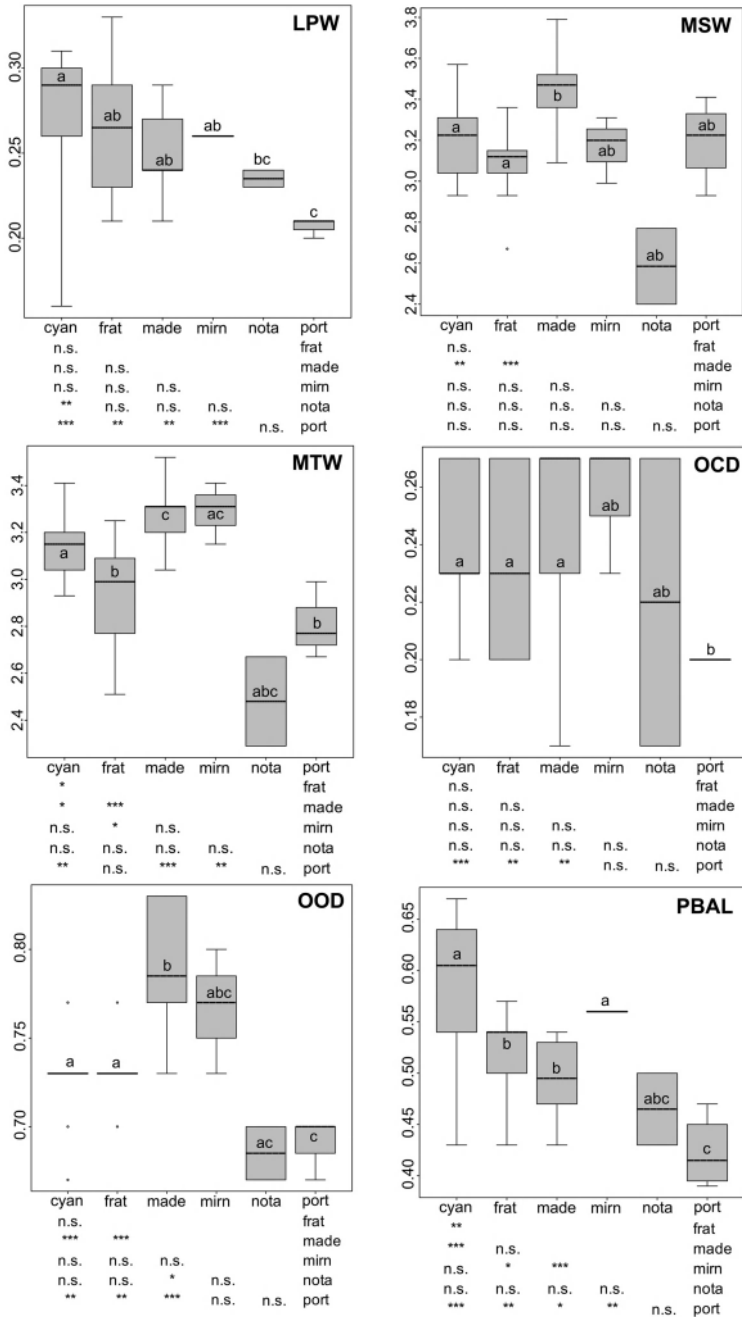 LPW
0.30
0.25
0.20
a
ab
ab
ab
bc
c
cyan frat made mirn nota port
n.s. frat
n.s. n.s. made
n.s. n.s. n.s. mirn
** n.s. n.s. n.s. nota
*** ** ** *** n.s. port
MSW
3.8
3.6
3.4
3.2
3.0
2.8
2.6
2.4
a
a
b
ab
ab
ab
cyan frat made mirn nota port
n.s. frat
** *** made
n.s. n.s. n.s. mirn
n.s. n.s. n.s. n.s. nota
n.s. n.s. n.s. n.s. n.s. port
MTW
3.4
3.2
3.0
2.8
2.6
2.4
a
b
c
ac
abc
b
cyan frat made mirn nota port
* frat
* *** made
n.s. * n.s. mirn
n.s. n.s. n.s. n.s. nota
** n.s. *** ** n.s. port
OCD
0.26
0.24
0.22
0.20
0.18
a
a
a
ab
ab
b
cyan frat made mirn nota port
n.s. frat
n.s. n.s. made
n.s. n.s. n.s. mirn
n.s. n.s. n.s. n.s. nota
*** ** ** n.s. n.s. port
OOD
0.80
0.75
0.70
a
a
b
abc
ac
c
cyan frat made mirn nota port
n.s. frat
*** *** made
n.s. n.s. n.s. mirn
n.s. n.s. * n.s. nota
** ** *** n.s. n.s. port
PBAL
0.65
0.60
0.55
0.50
0.45
0.40
a
b
b
a
abc
c
cyan frat made mirn nota port
** frat
*** n.s. made
n.s. * *** mirn
n.s. n.s. n.s. n.s. nota
*** ** * ** n.s. port